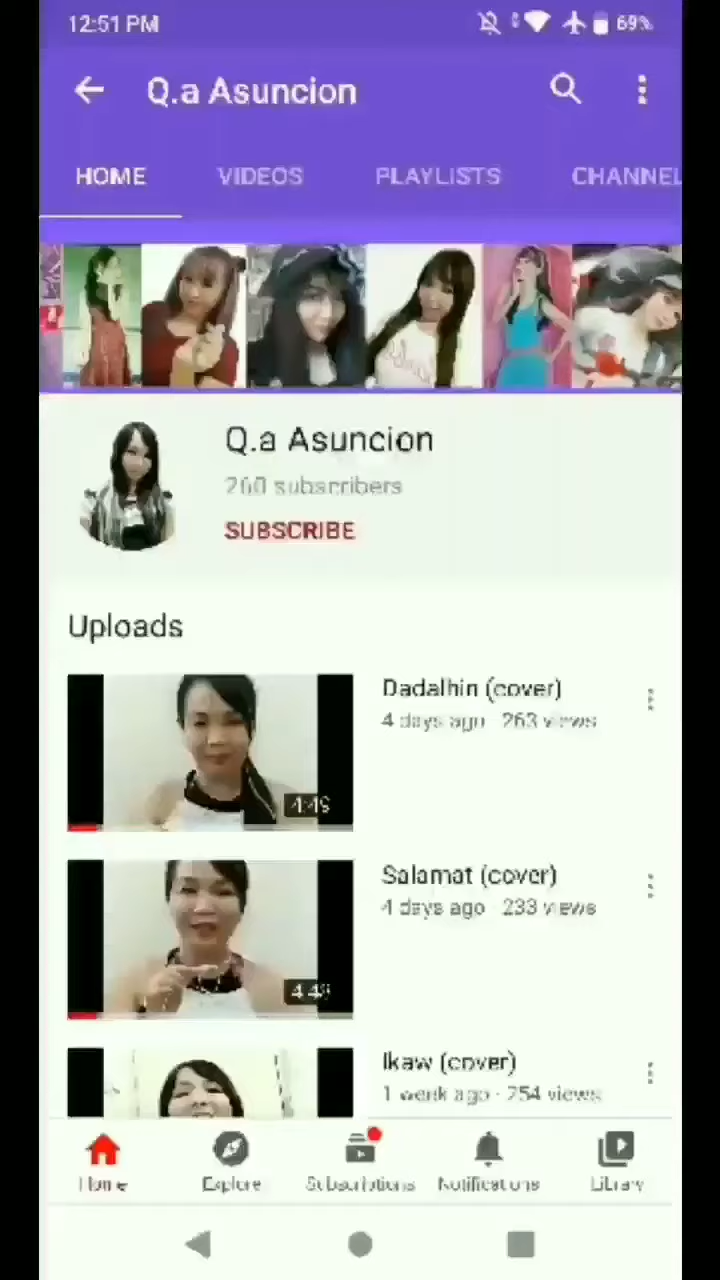 12:51 PM 69%
Q.a Asuncion
HOME VIDEOS PLAYLISTS CHANNEL
Q.a Asuncion
260 subscribers
SUBSCRIBE
Uploads
Dadalhin (cover)
4 days ago · 263 views
4:49
Salamat (cover)
4 days ago · 233 views
4:49
Ikaw (cover)
1 week ago · 254 views
Home Explore Subscriptions Notifications Library